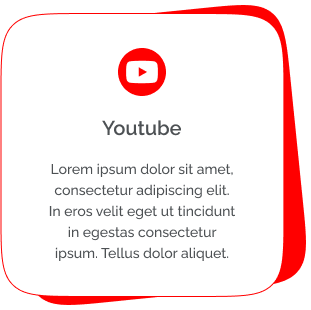 Youtube
Lorem ipsum dolor sit amet,
consectetur adipiscing elit.
In eros velit eget ut tincidunt
in egestas consectetur
ipsum. Tellus dolor aliquet.